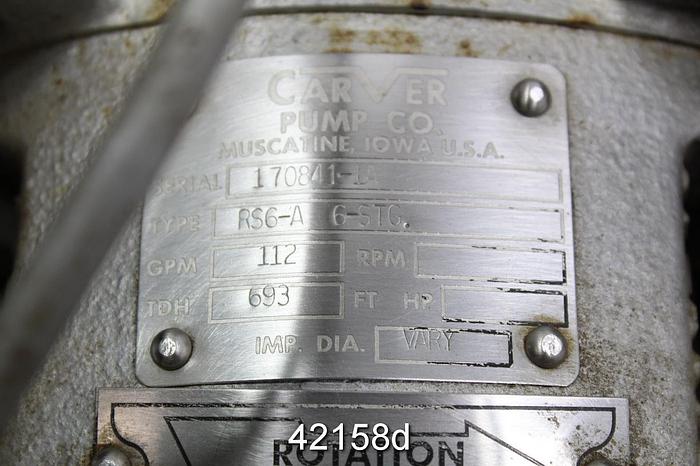 CARVER
PUMP CO.
MUSCATINE, IOWA U.S.A.
SERIAL 170841-1A
TYPE RS6-A 6-STG.
GPM 112 RPM
TDH 693 FT HP
IMP. DIA. VARY
ROTATION
42158d